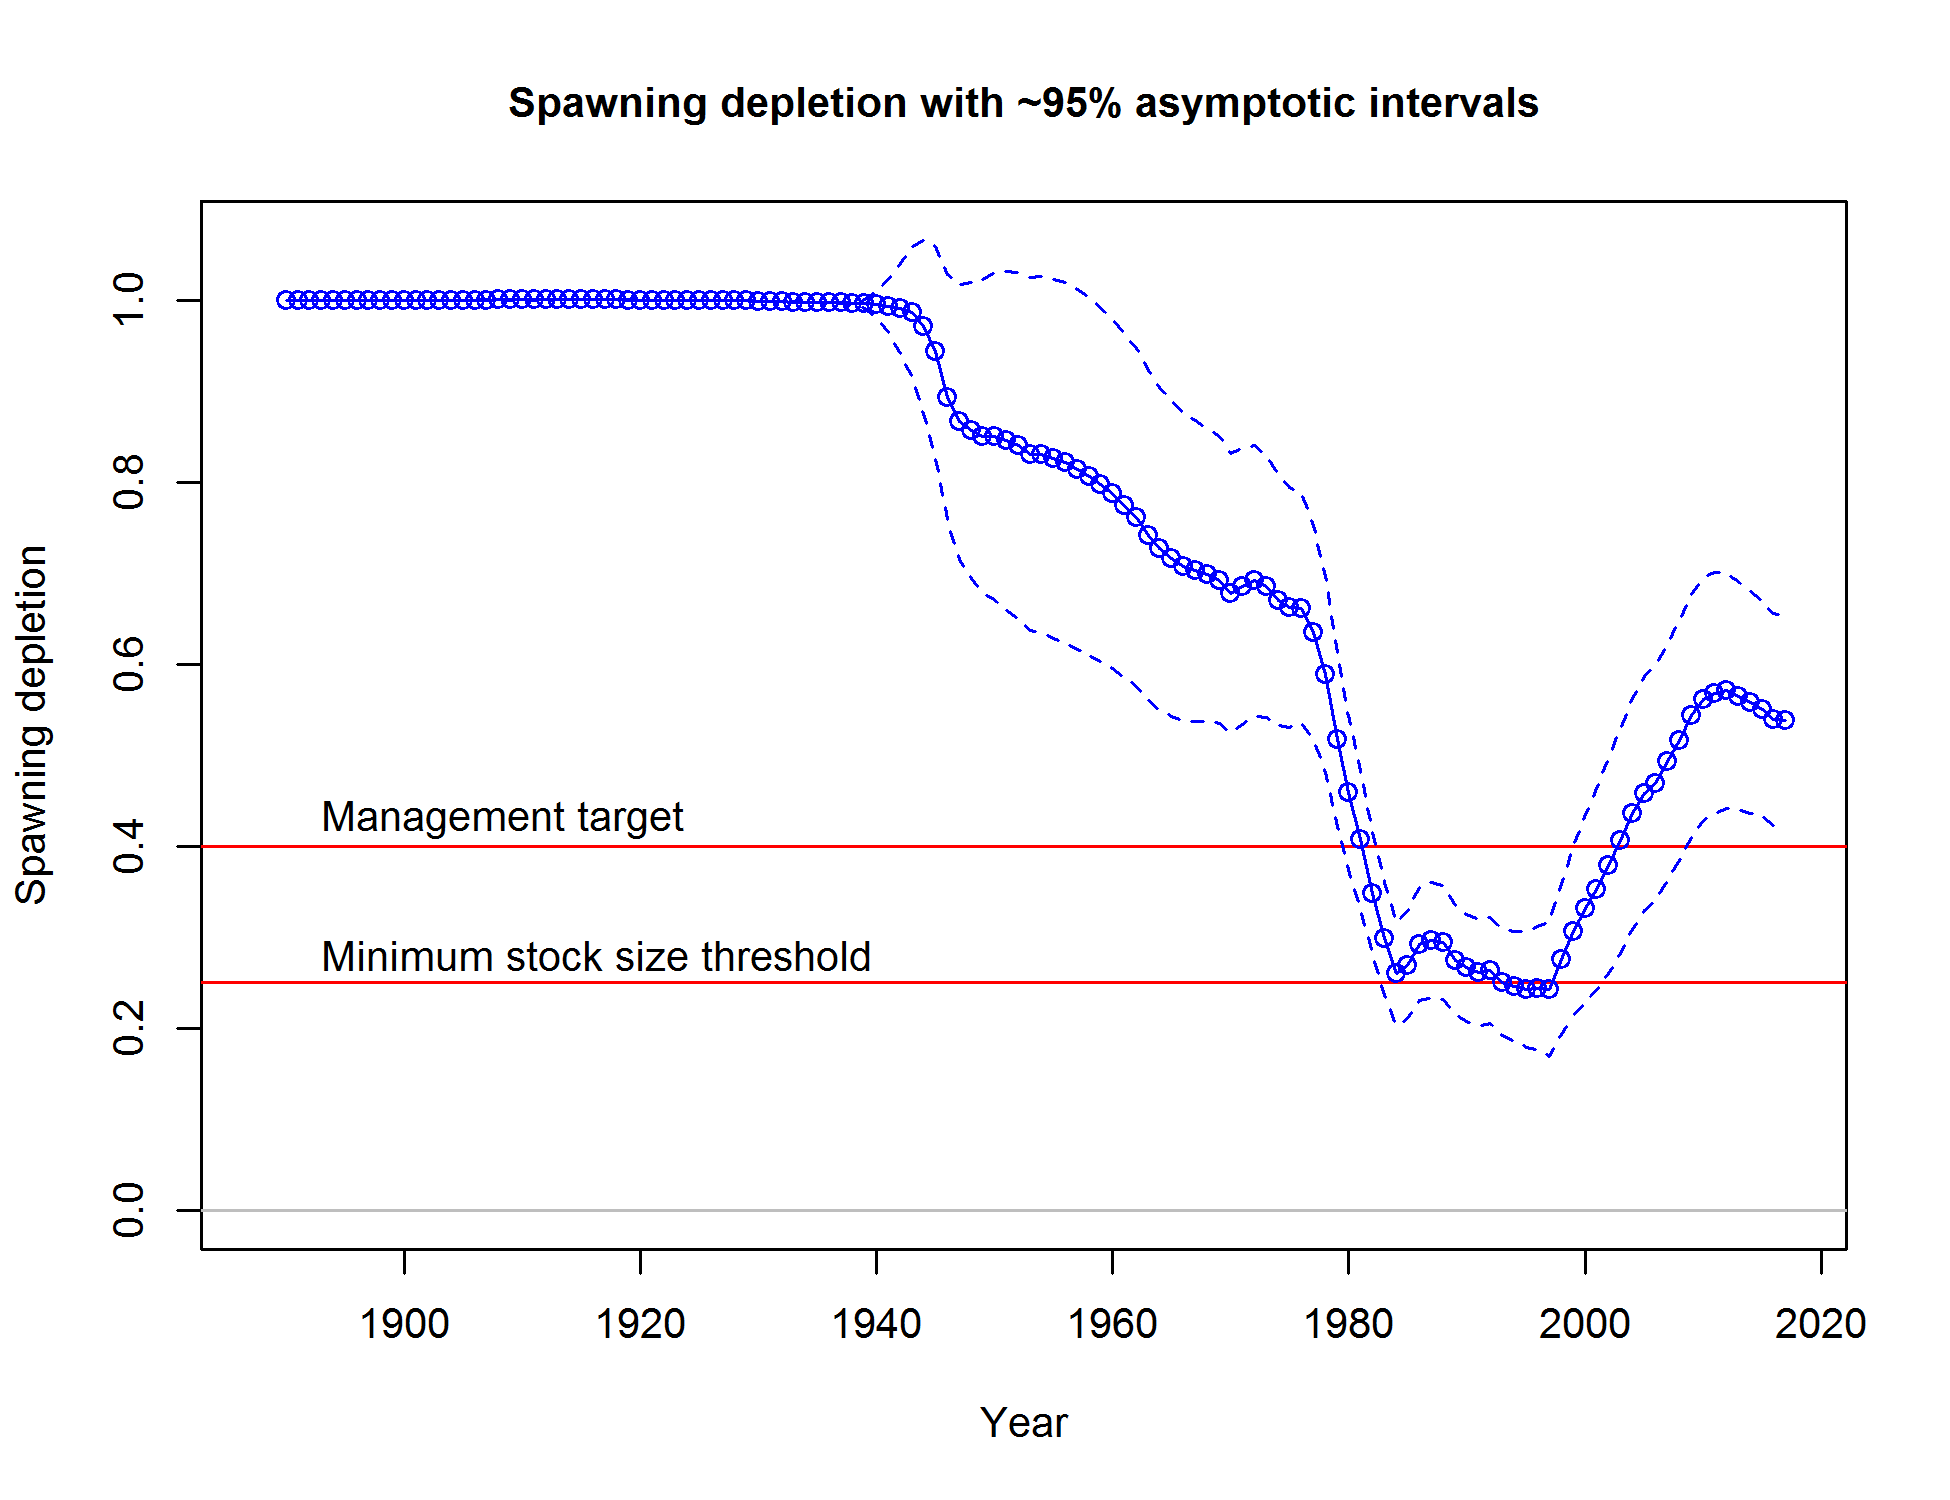 Spawning depletion with ~95% asymptotic intervals
Spawning depletion
1.0
0.8
0.6
0.4
0.2
0.0
Management target
Minimum stock size threshold
1900 1920 1940 1960 1980 2000 2020
Year